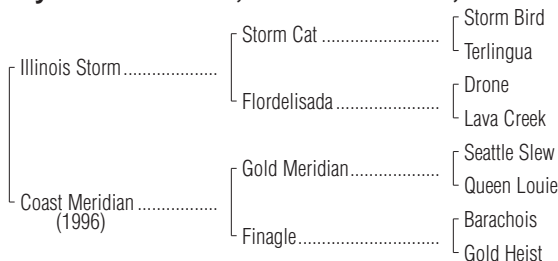 Storm Bird
Storm Cat ....................
Terlingua
Illinois Storm....................
Drone
Flordelisada....................
Lava Creek
Seattle Slew
Gold Meridian....................
Queen Louie
Coast Meridian ..................
(1996)
Barachois
Finagle..............................
Gold Heist